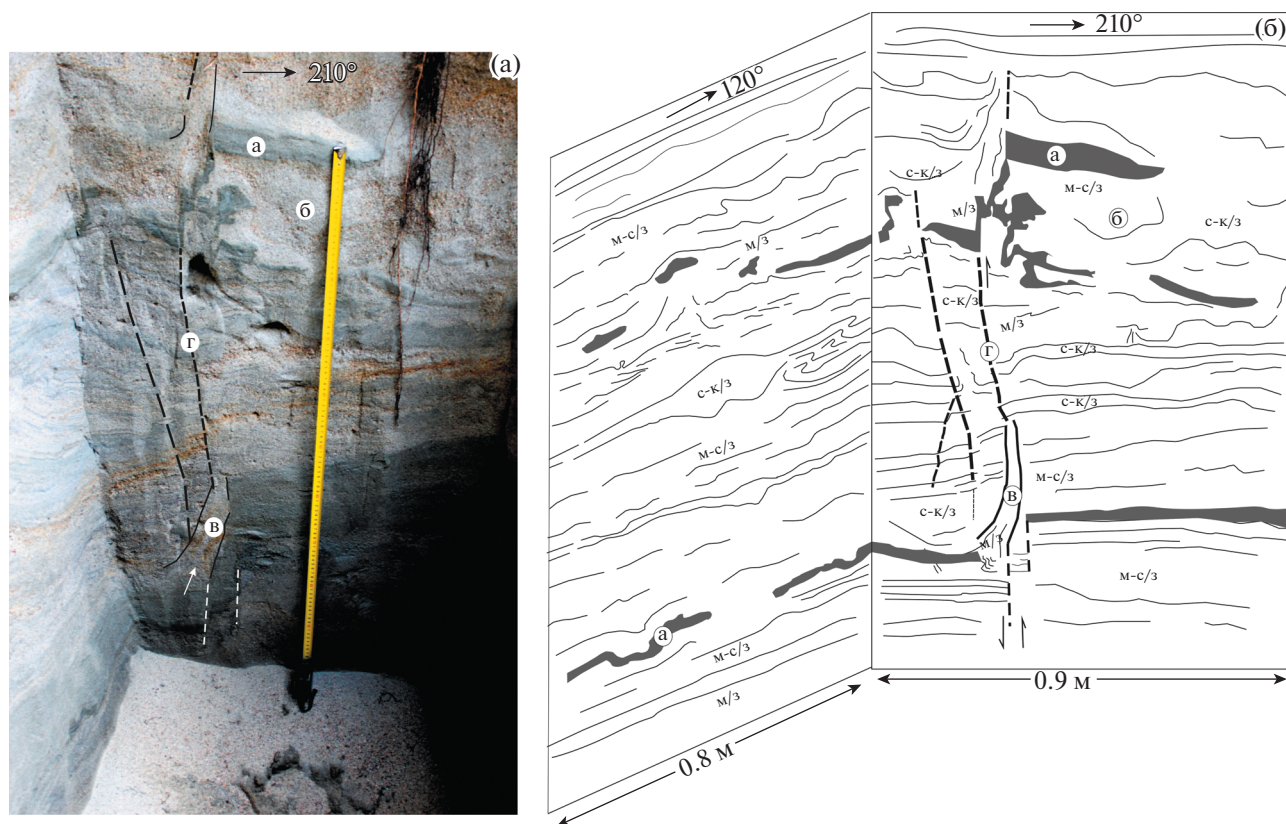 (а)
210°
а
б
г
в
(б)
210°
120°
а
с-к/з
м-с/з
м/з
б
с-к/з
м-с/з
м/з
с-к/з
м/з
г
с-к/з
с-к/з
с-к/з
м-с/з
м-с/з
в
с-к/з
м/з
м-с/з
а
м-с/з
м/з
0.9 м
0.8 м